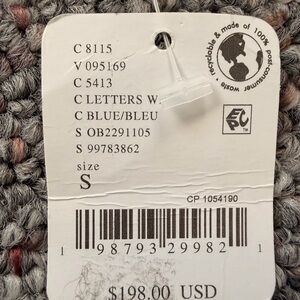 C 8115
V 095169
C 5413
C LETTERS W.
C BLUE/BLEU
S OB2291105
S 99783862
size
S
recyclable & made of 100% post-consumer waste
CP 1054190
1 98793 29982 1
$198.00 USD